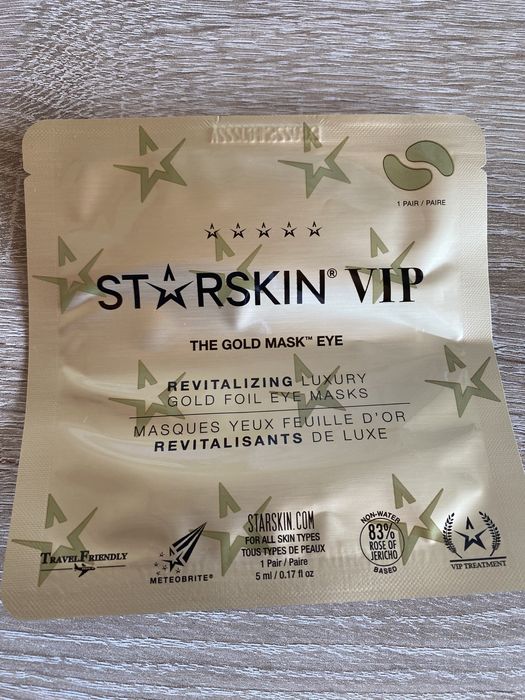 1 PAIR / PAIRE
STARSKIN® VIP
THE GOLD MASK™ EYE
REVITALIZING LUXURY
GOLD FOIL EYE MASKS
MASQUES YEUX FEUILLE D'OR
REVITALISANTS DE LUXE
TRAVELFRIENDLY
METEOBRITE®
STARSKIN.COM
FOR ALL SKIN TYPES
TOUS TYPES DE PEAUX
1 Pair / Paire
5 ml / 0.17 fl oz
NON-WATER
83%
ROSE OF
JERICHO
BASED
VIP TREATMENT